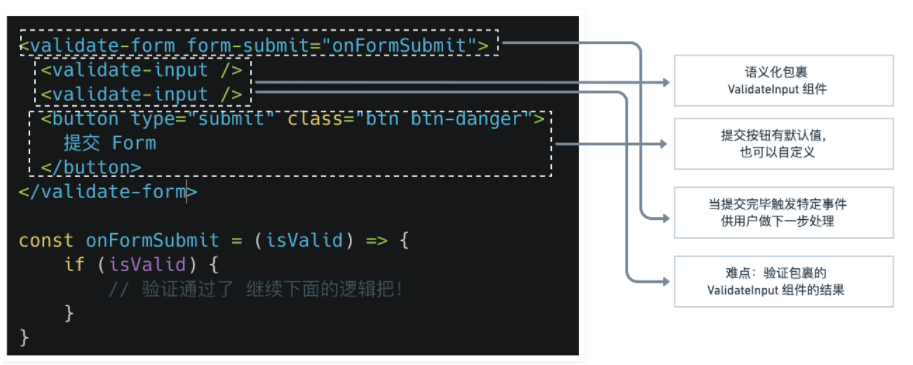 <validate-form form-submit="onFormSubmit">
<validate-input />
<validate-input />
<button type="submit" class="btn btn-danger">
提交 Form
</button>
</validate-form>
const onFormSubmit = (isValid) => {
if (isValid) {
// 验证通过了 继续下面的逻辑把!
}
}
语义化包裹
ValidateInput 组件
提交按钮有默认值,
也可以自定义
当提交完毕触发特定事件
供用户做下一步处理
难点：验证包裹的
ValidateInput 组件的结果